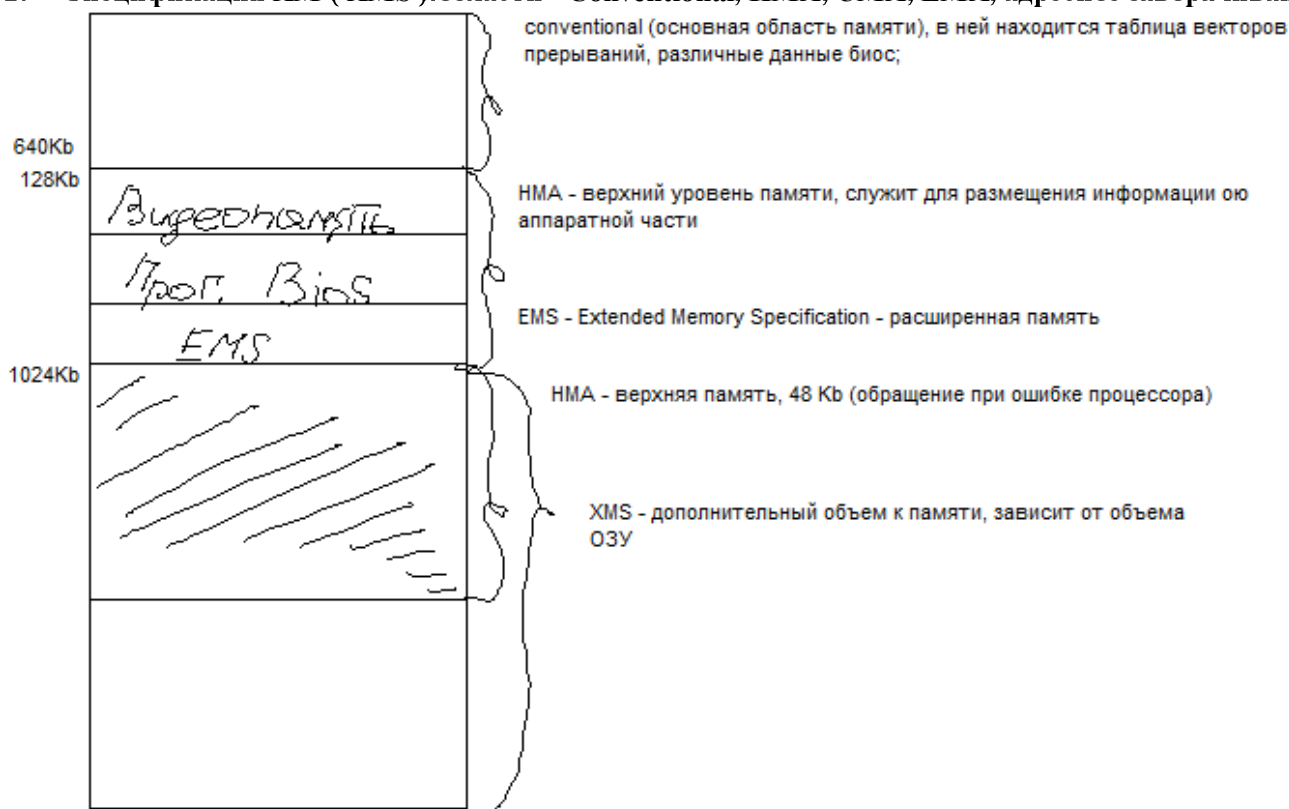 conventional (основная область памяти), в ней находится таблица векторов
прерываний, различные данные биос;
640Kb
128Kb
HMA - верхний уровень памяти, служит для размещения информации ою
аппаратной части
Видеопамять
Прог. Bios
EMS - Extended Memory Specification - расширенная память
EMS
1024Kb
HMA - верхняя память, 48 Kb (обращение при ошибке процессора)
XMS - дополнительный объем к памяти, зависит от объема
ОЗУ